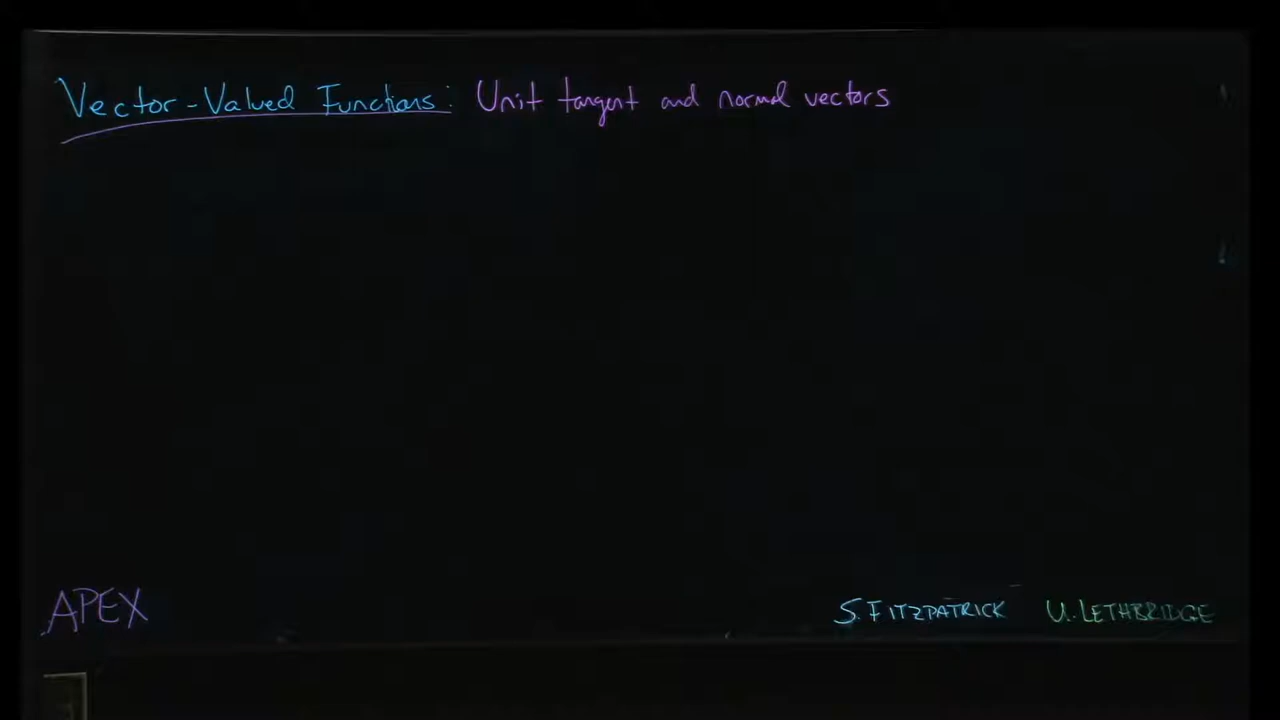 Vector-Valued Functions: Unit tangent and normal vectors
APEX
S. FITZPATRICK U. LETHBRIDGE